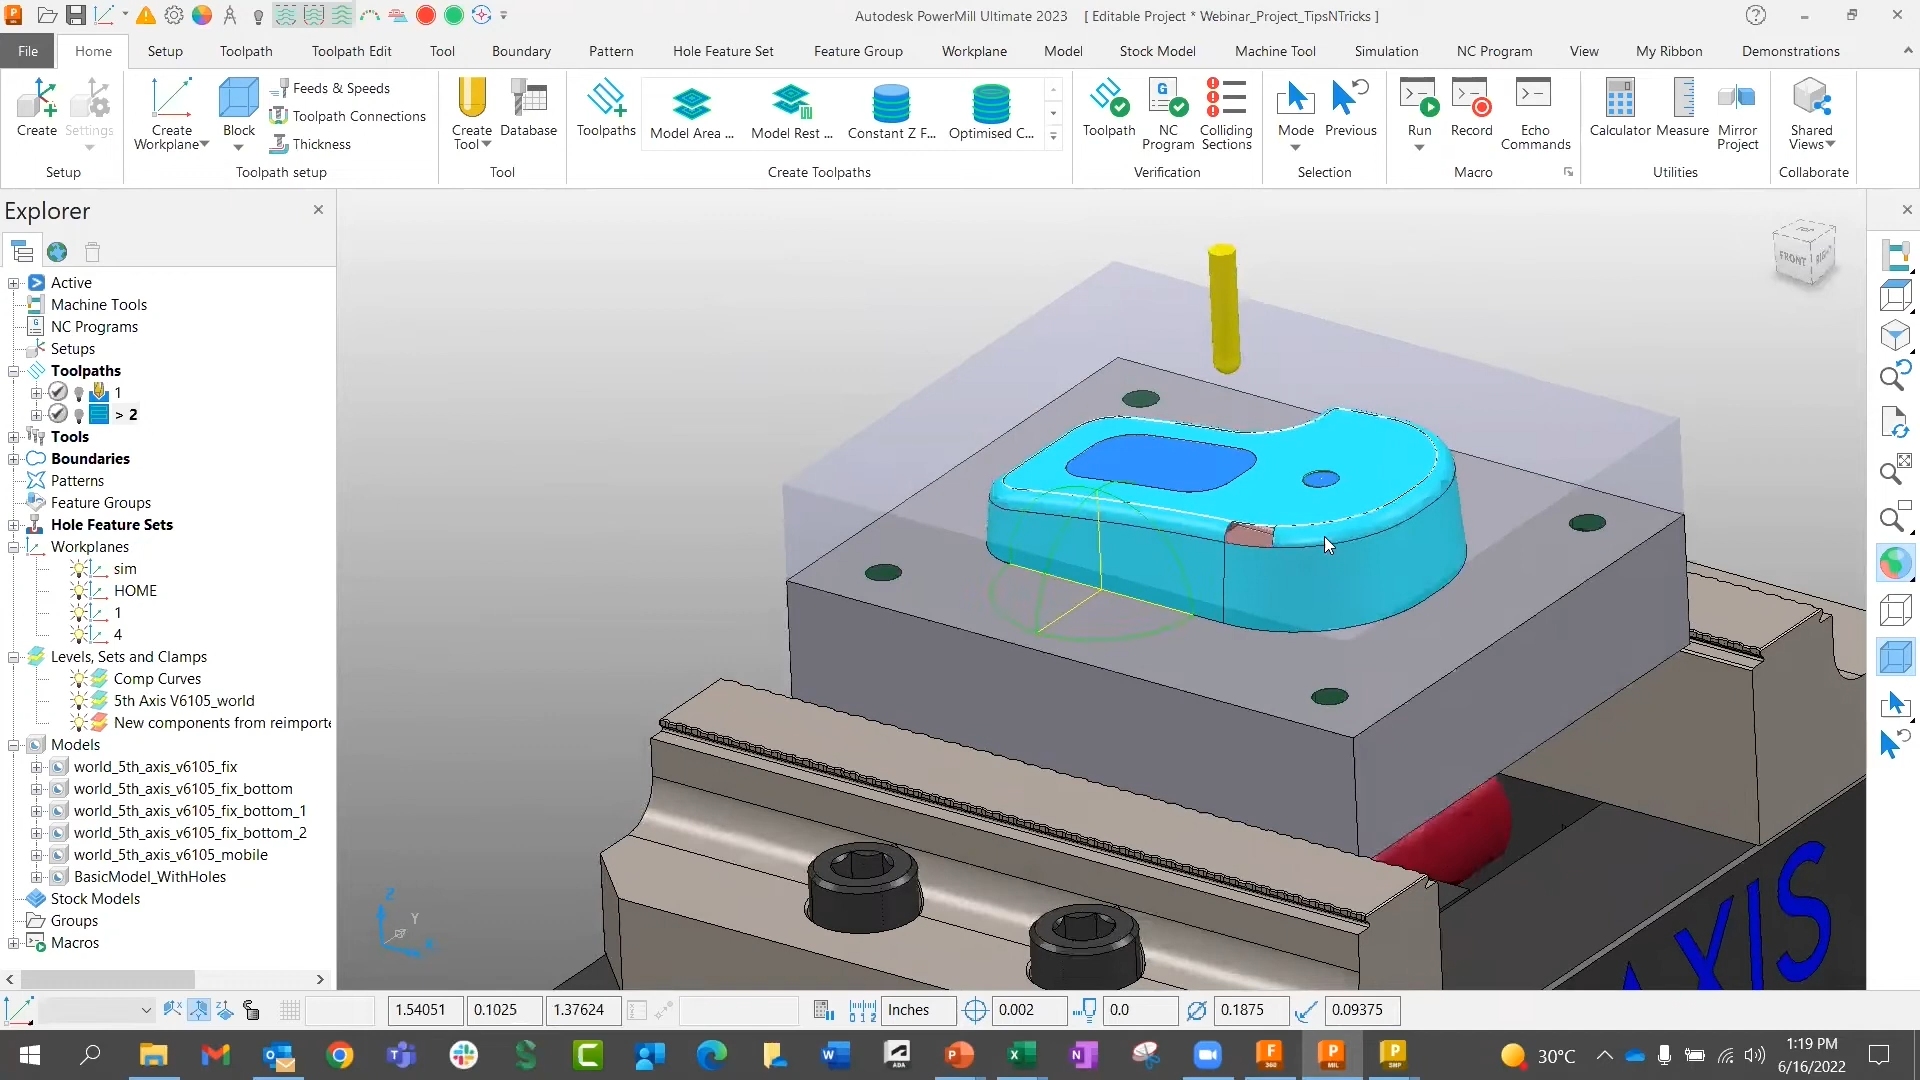 Autodesk PowerMill Ultimate 2023 [ Editable Project * Webinar_Project_TipsNTricks ]
File Home Setup Toolpath Toolpath Edit Tool Boundary Pattern Hole Feature Set Feature Group Workplane Model Stock Model Machine Tool Simulation NC Program View My Ribbon Demonstrations
Create
Settings
Setup
Create Workplane
Block
Feeds & Speeds
Toolpath Connections
Thickness
Toolpath setup
Create Tool
Database
Tool
Toolpaths
Model Area ...
Model Rest ...
Constant Z F...
Optimised C...
Create Toolpaths
Toolpath
NC Program
Colliding Sections
Verification
Mode
Previous
Selection
Run
Record
Echo Commands
Macro
Calculator
Measure
Mirror Project
Utilities
Shared Views
Collaborate
Explorer
Active
Machine Tools
NC Programs
Setups
Toolpaths
1
> 2
Tools
Boundaries
Patterns
Feature Groups
Hole Feature Sets
Workplanes
sim
HOME
1
4
Levels, Sets and Clamps
Comp Curves
5th Axis V6105_world
New components from reimporte
Models
world_5th_axis_v6105_fix
world_5th_axis_v6105_fix_bottom
world_5th_axis_v6105_fix_bottom_1
world_5th_axis_v6105_fix_bottom_2
world_5th_axis_v6105_mobile
BasicModel_WithHoles
Stock Models
Groups
Macros
FRONT
Z
Y
X
AXIS
1.54051 0.1025 1.37624 Inches 0.002 0.0 0.1875 0.09375
30°C
1:19 PM
6/16/2022